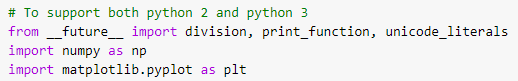 # To support both python 2 and python 3
from __future__ import division, print_function, unicode_literals
import numpy as np
import matplotlib.pyplot as plt